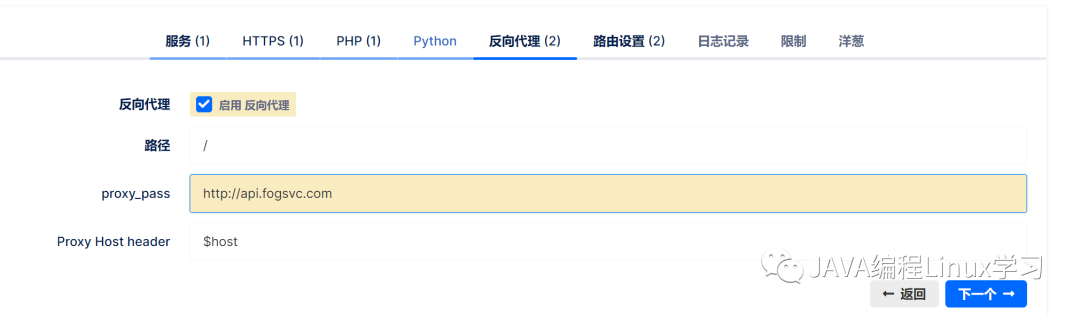 服务 (1) HTTPS (1) PHP (1) Python 反向代理 (2) 路由设置 (2) 日志记录 限制 洋葱
反向代理 启用 反向代理
路径 /
proxy_pass http://api.fogsvc.com
Proxy Host header $host
JAVA编程Linux学习
← 返回 下一个 →